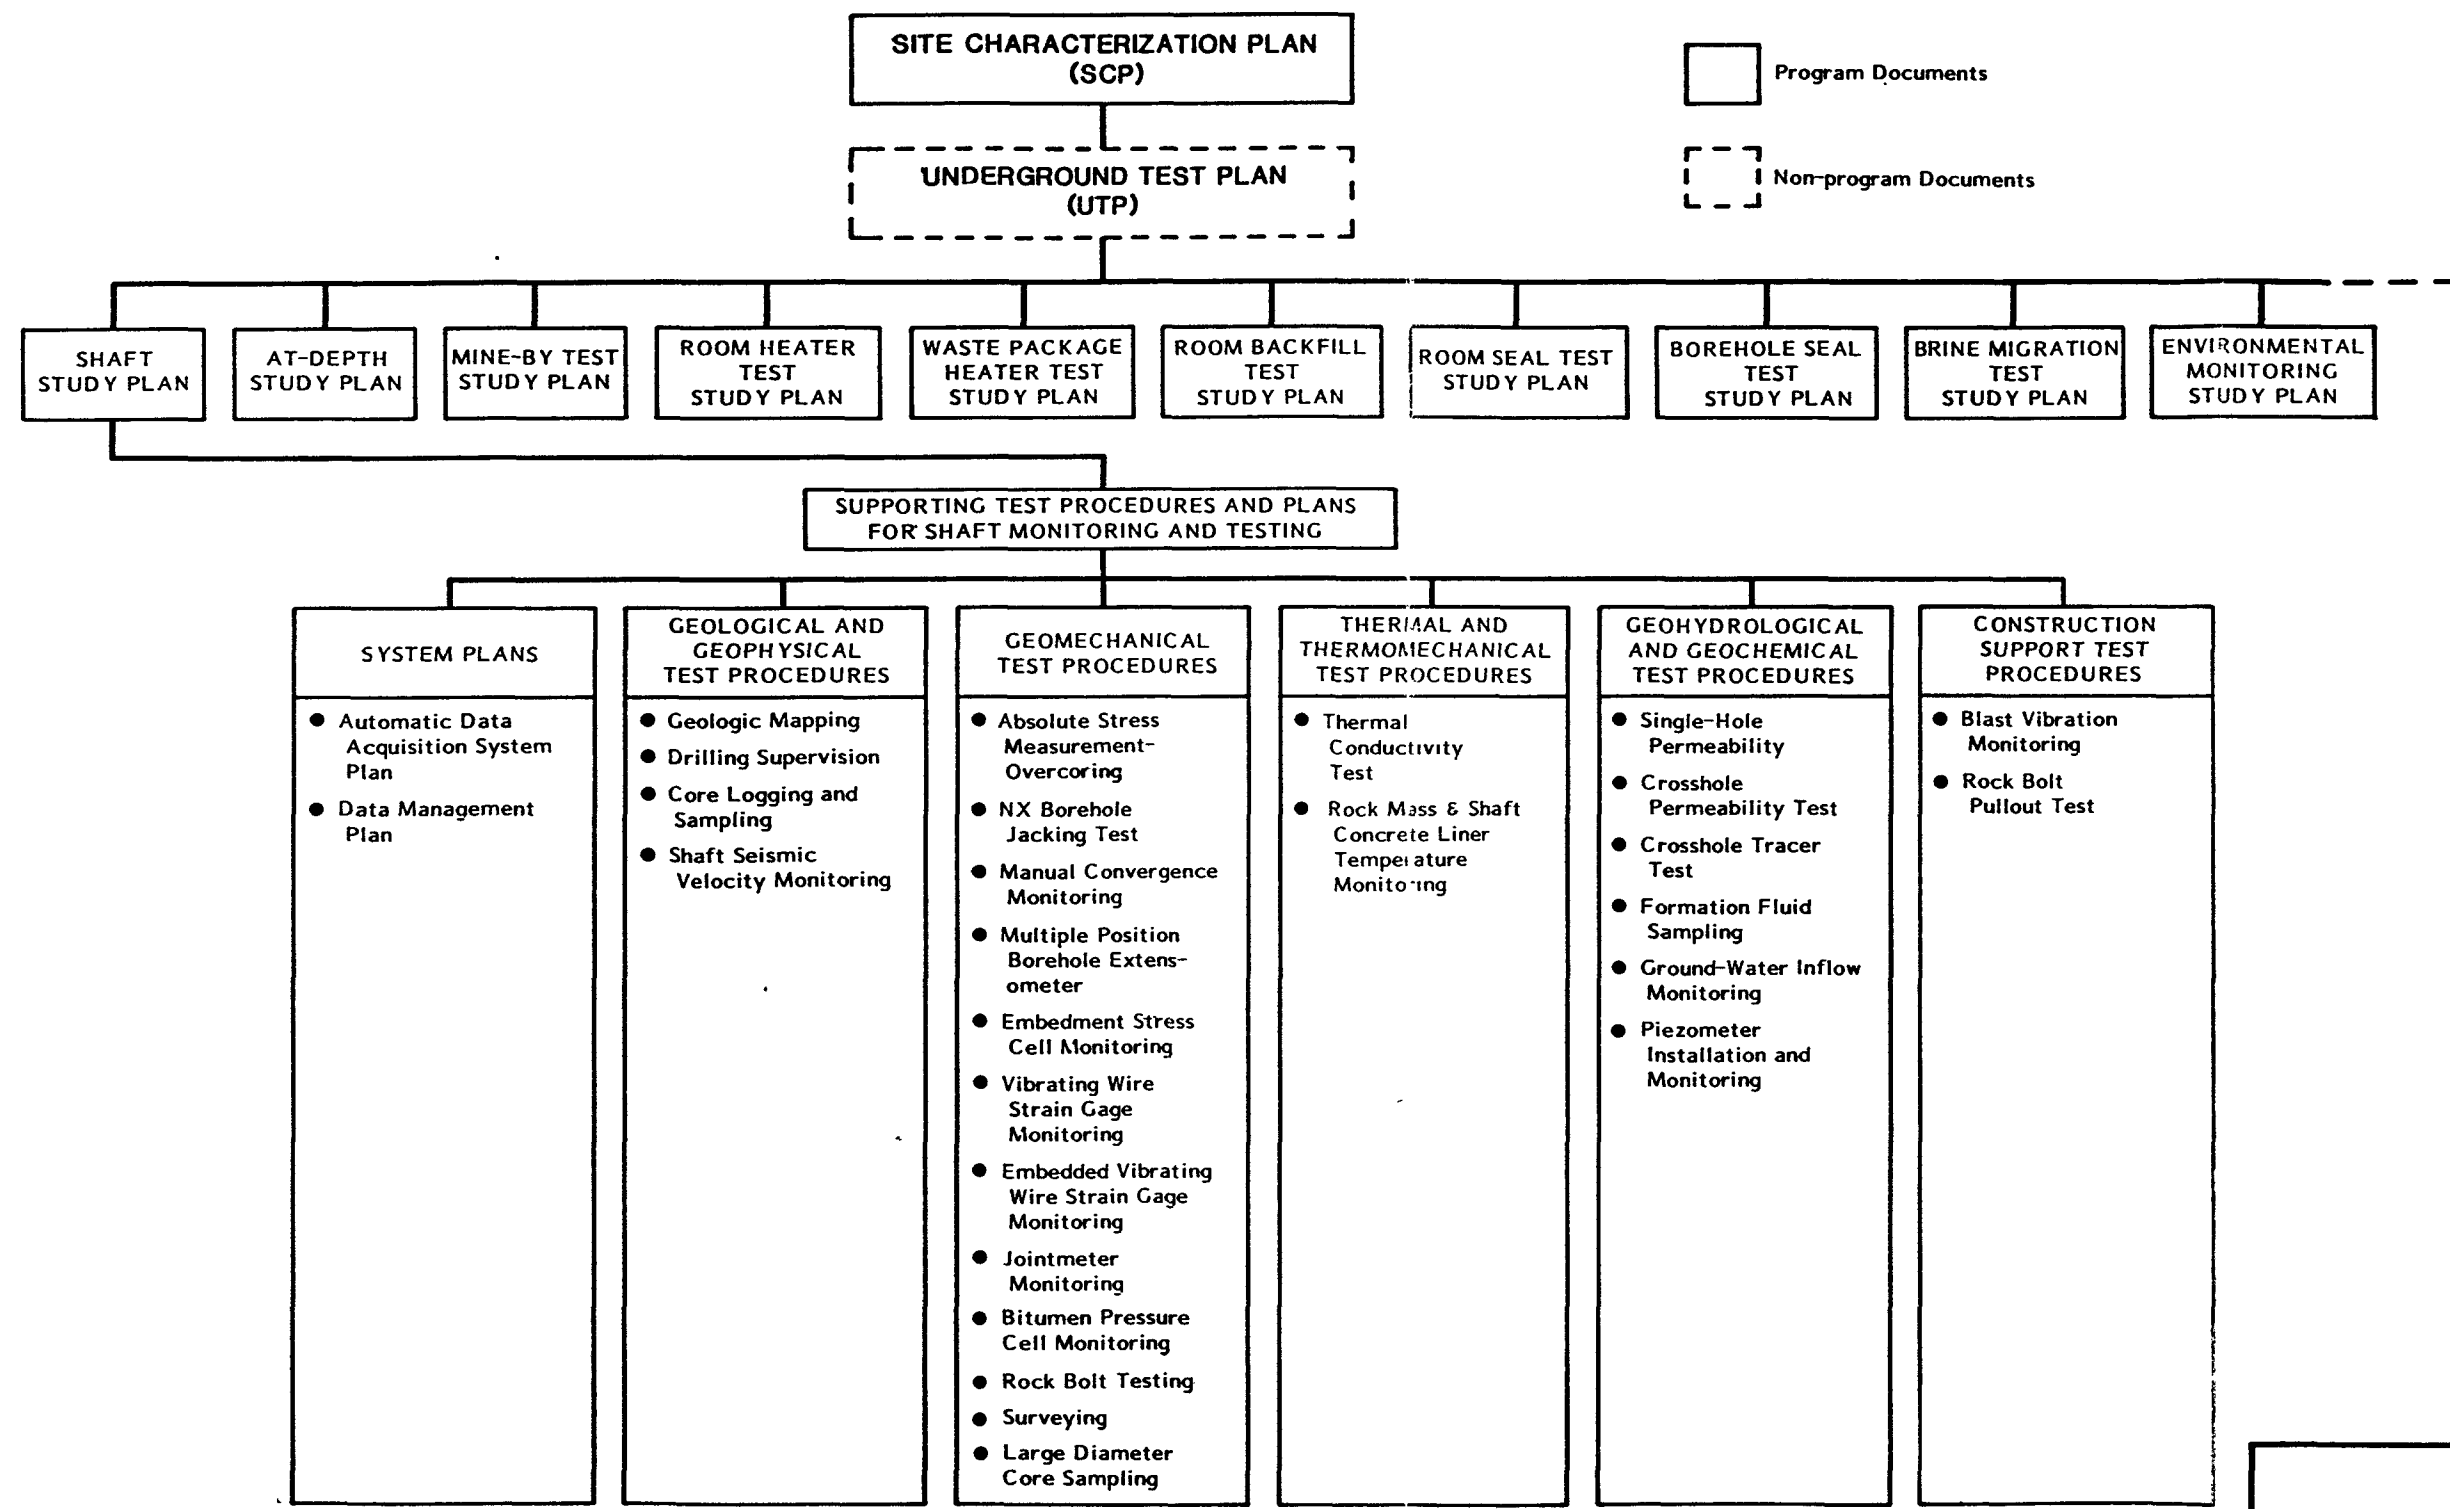 SITE CHARACTERIZATION PLAN
(SCP)
Program Documents
UNDERGROUND TEST PLAN
(UTP)
Non-program Documents
SHAFT
STUDY PLAN
AT-DEPTH
STUDY PLAN
MINE-BY TEST
STUDY PLAN
ROOM HEATER
TEST
STUDY PLAN
WASTE PACKAGE
HEATER TEST
STUDY PLAN
ROOM BACKFILL
TEST
STUDY PLAN
ROOM SEAL TEST
STUDY PLAN
BOREHOLE SEAL
TEST
STUDY PLAN
BRINE MIGRATION
TEST
STUDY PLAN
ENVIRONMENTAL
MONITORING
STUDY PLAN
SUPPORTING TEST PROCEDURES AND PLANS
FOR SHAFT MONITORING AND TESTING
SYSTEM PLANS
● Automatic Data
Acquisition System
Plan
● Data Management
Plan
GEOLOGICAL AND
GEOPHYSICAL
TEST PROCEDURES
● Geologic Mapping
● Drilling Supervision
● Core Logging and
Sampling
● Shaft Seismic
Velocity Monitoring
GEOMECHANICAL
TEST PROCEDURES
● Absolute Stress
Measurement-
Overcoring
● NX Borehole
Jacking Test
● Manual Convergence
Monitoring
● Multiple Position
Borehole Extens-
ometer
● Embedment Stress
Cell Monitoring
● Vibrating Wire
Strain Gage
Monitoring
● Embedded Vibrating
Wire Strain Gage
Monitoring
● Jointmeter
Monitoring
● Bitumen Pressure
Cell Monitoring
● Rock Bolt Testing
● Surveying
● Large Diameter
Core Sampling
THERMAL AND
THERMOMECHANICAL
TEST PROCEDURES
● Thermal
Conductivity
Test
● Rock Mass & Shaft
Concrete Liner
Temperature
Monitoring
GEOHYDROLOGICAL
AND GEOCHEMICAL
TEST PROCEDURES
● Single-Hole
Permeability
● Crosshole
Permeability Test
● Crosshole Tracer
Test
● Formation Fluid
Sampling
● Ground-Water Inflow
Monitoring
● Piezometer
Installation and
Monitoring
CONSTRUCTION
SUPPORT TEST
PROCEDURES
● Blast Vibration
Monitoring
● Rock Bolt
Pullout Test